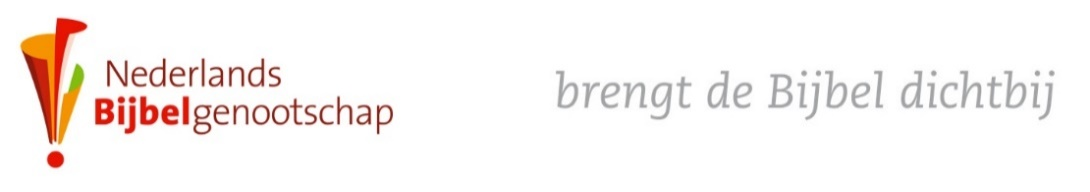 Nederlands
Bijbelgenootschap
brengt de Bijbel dichtbij